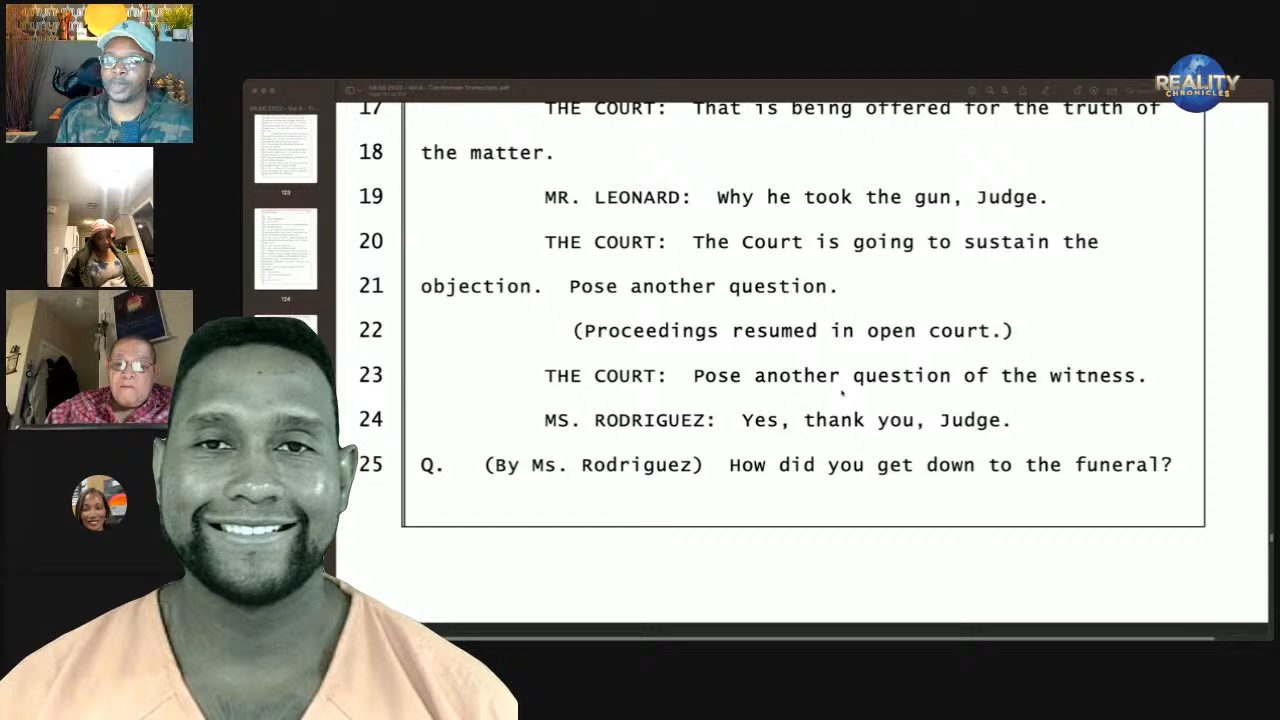 REALITY
CHRONICLES
17 THE COURT: That is being offered for the truth of
18 the matter.
19 MR. LEONARD: Why he took the gun, Judge.
20 THE COURT: The Court is going to sustain the
21 objection. Pose another question.
22 (Proceedings resumed in open court.)
23 THE COURT: Pose another question of the witness.
24 MS. RODRIGUEZ: Yes, thank you, Judge.
25 Q. (By Ms. Rodriguez) How did you get down to the funeral?
123
124